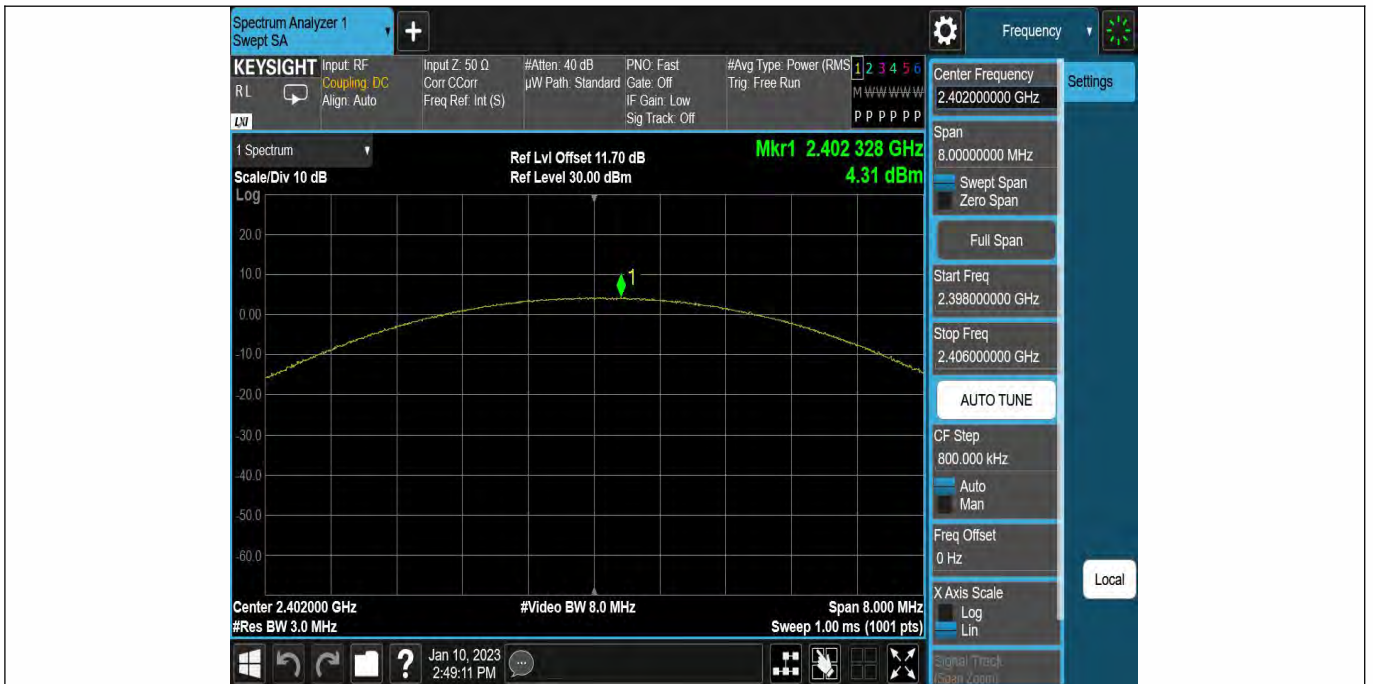 Spectrum Analyzer 1
Swept SA
+
Frequency
KEYSIGHT
RL
LXI
Input: RF
Coupling: DC
Align: Auto
Input Z: 50 Ω
Corr CCorr
Freq Ref: Int (S)
#Atten: 40 dB
µW Path: Standard
PNO: Fast
Gate: Off
IF Gain: Low
Sig Track: Off
#Avg Type: Power (RMS
Trig: Free Run
1 2 3 4 5 6
M W W W W W
P P P P P P
1 Spectrum
Scale/Div 10 dB
Ref Lvl Offset 11.70 dB
Ref Level 30.00 dBm
Mkr1 2.402 328 GHz
4.31 dBm
Log
20.0
10.0
0.00
-10.0
-20.0
-30.0
-40.0
-50.0
-60.0
1
Center 2.402000 GHz
#Res BW 3.0 MHz
#Video BW 8.0 MHz
Span 8.000 MHz
Sweep 1.00 ms (1001 pts)
?
Jan 10, 2023
2:49:11 PM
Center Frequency
2.402000000 GHz
Settings
Span
8.00000000 MHz
Swept Span
Zero Span
Full Span
Start Freq
2.398000000 GHz
Stop Freq
2.406000000 GHz
AUTO TUNE
CF Step
800.000 kHz
Auto
Man
Freq Offset
0 Hz
X Axis Scale
Log
Lin
Local
Signal Track
(Span Zoom)